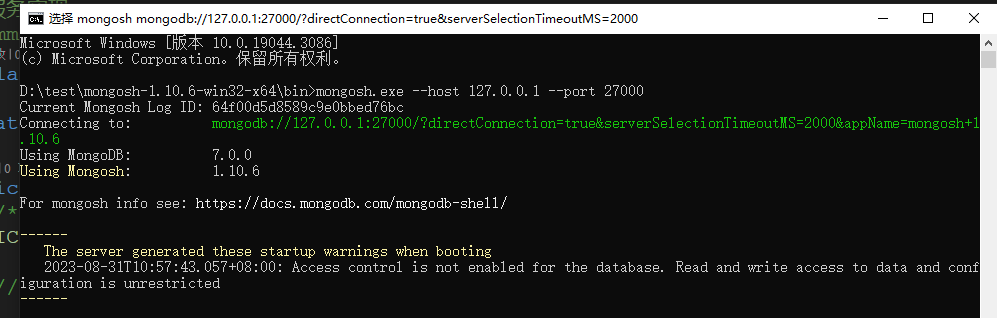 选择 mongosh mongodb://127.0.0.1:27000/?directConnection=true&serverSelectionTimeoutMS=2000
Microsoft Windows [版本 10.0.19044.3086]
(c) Microsoft Corporation。保留所有权利。
D:\test\mongosh-1.10.6-win32-x64\bin>mongosh.exe --host 127.0.0.1 --port 27000
Current Mongosh Log ID: 64f00d5d8589c9e0bbed76bc
Connecting to: mongodb://127.0.0.1:27000/?directConnection=true&serverSelectionTimeoutMS=2000&appName=mongosh+1
.10.6
Using MongoDB: 7.0.0
Using Mongosh: 1.10.6
For mongosh info see: https://docs.mongodb.com/mongodb-shell/
------
The server generated these startup warnings when booting
2023-08-31T10:57:43.057+08:00: Access control is not enabled for the database. Read and write access to data and conf
iguration is unrestricted
------